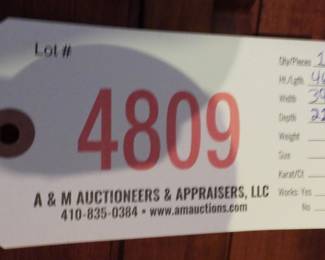 Lot #
4809
A & M AUCTIONEERS & APPRAISERS, LLC
410-835-0384 • www.amauctions.com
Qty/Pieces 1
Ht./Lgth.
Width
Depth
Weight
Size
Karat/Ct
Works: Yes
No